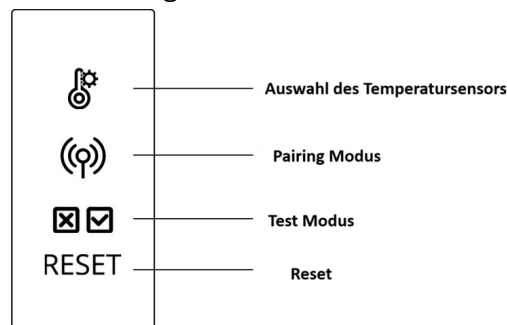 Auswahl des Temperatursensors
Pairing Modus
Test Modus
RESET
Reset